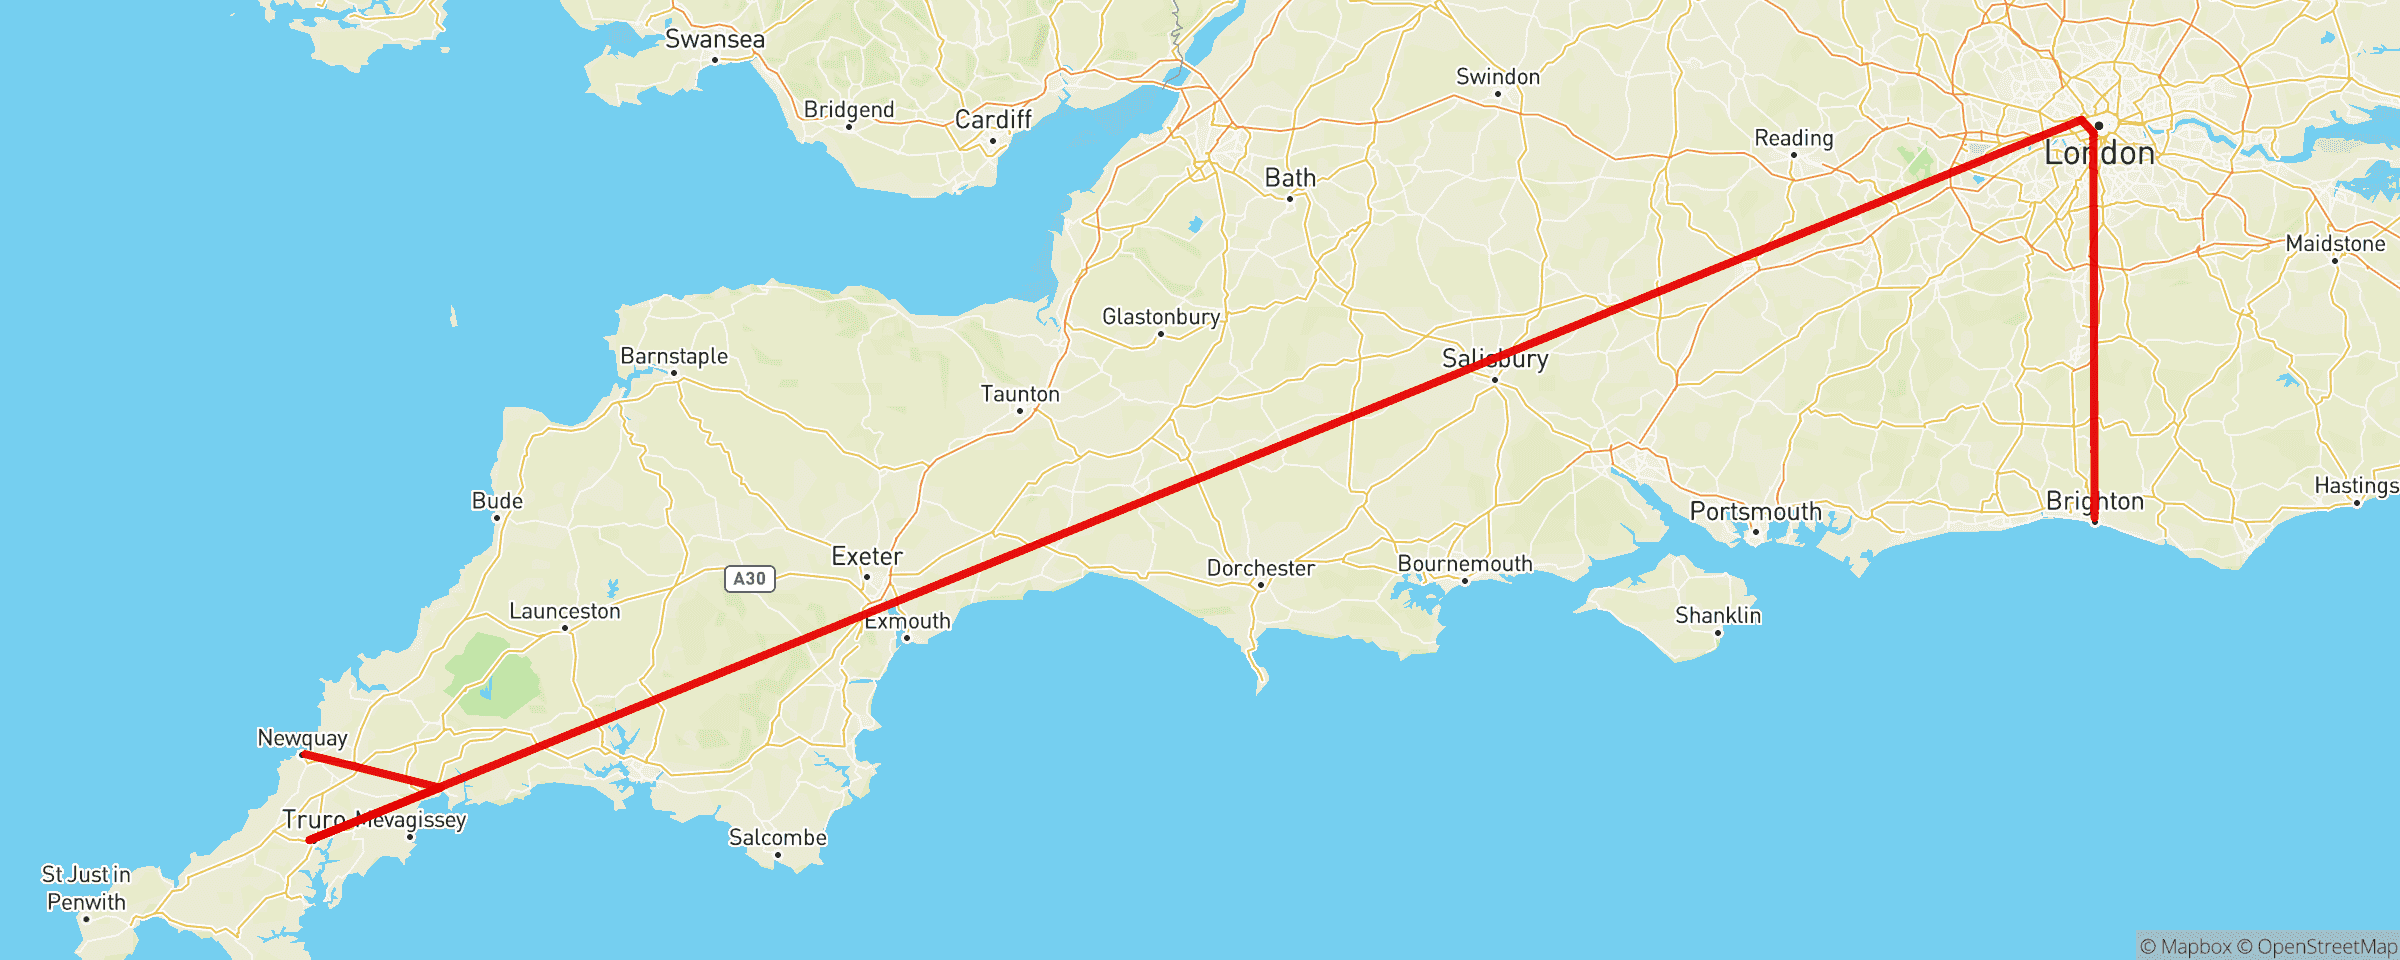 Swansea
Swindon
Bridgend
Cardiff
Reading
London
Bath
Maidstone
Glastonbury
Barnstaple
Salisbury
Taunton
Bude
Hastings
Brighton
Portsmouth
Exeter
Bournemouth
Dorchester
A30
Launceston
Exmouth
Shanklin
Newquay
Truro
Mevagissey
Salcombe
St Just in
Penwith
© Mapbox © OpenStreetMap